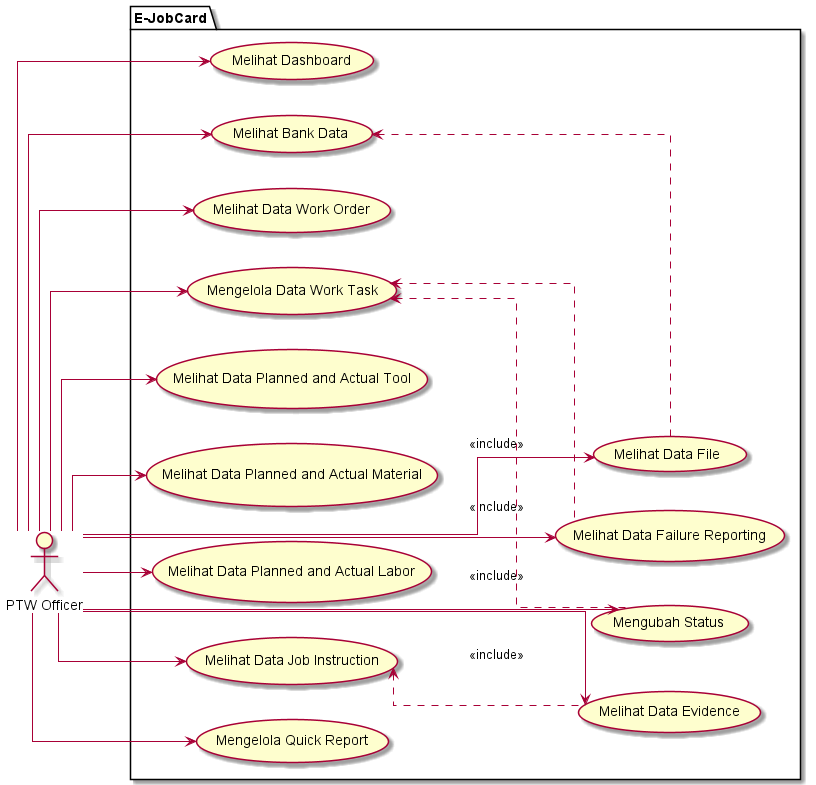 E-JobCard
Melihat Dashboard
Melihat Bank Data
Melihat Data Work Order
Mengelola Data Work Task
Melihat Data Planned and Actual Tool
«include»
Melihat Data File
Melihat Data Planned and Actual Material
«include»
Melihat Data Failure Reporting
Melihat Data Planned and Actual Labor
«include»
PTW Officer
Mengubah Status
«include»
Melihat Data Job Instruction
Melihat Data Evidence
Mengelola Quick Report